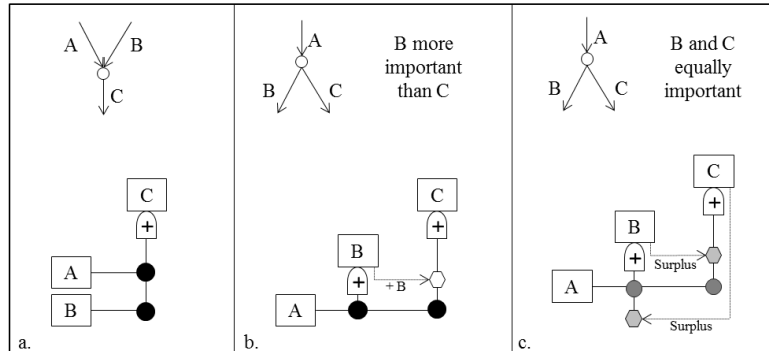 A
B
C
C
+
A
B
a.
A
B
C
B more
important
than C
C
+
B
+
+ B
A
b.
A
B
C
B and C
equally
important
C
+
B
+
Surplus
A
Surplus
c.